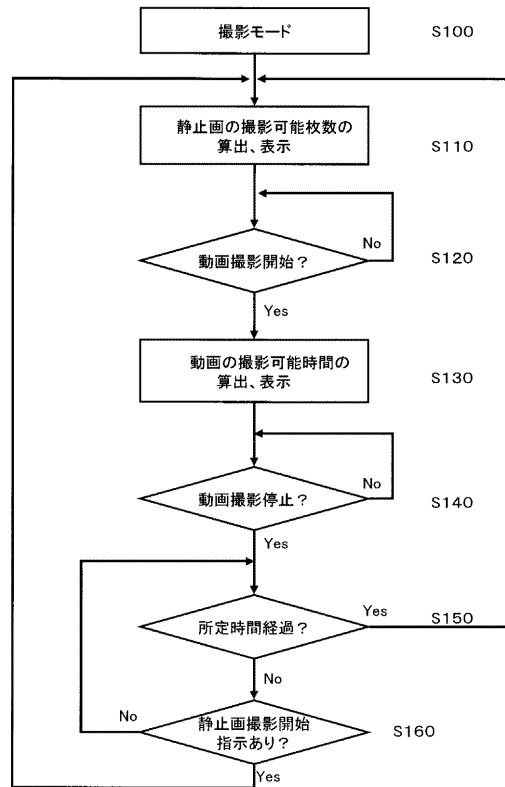 撮影モード
S100
静止画の撮影可能枚数の
算出、表示
S110
No
動画撮影開始?
S120
Yes
動画の撮影可能時間の
算出、表示
S130
No
動画撮影停止?
S140
Yes
所定時間経過?
Yes
S150
No
No
静止画撮影開始
指示あり?
S160
Yes